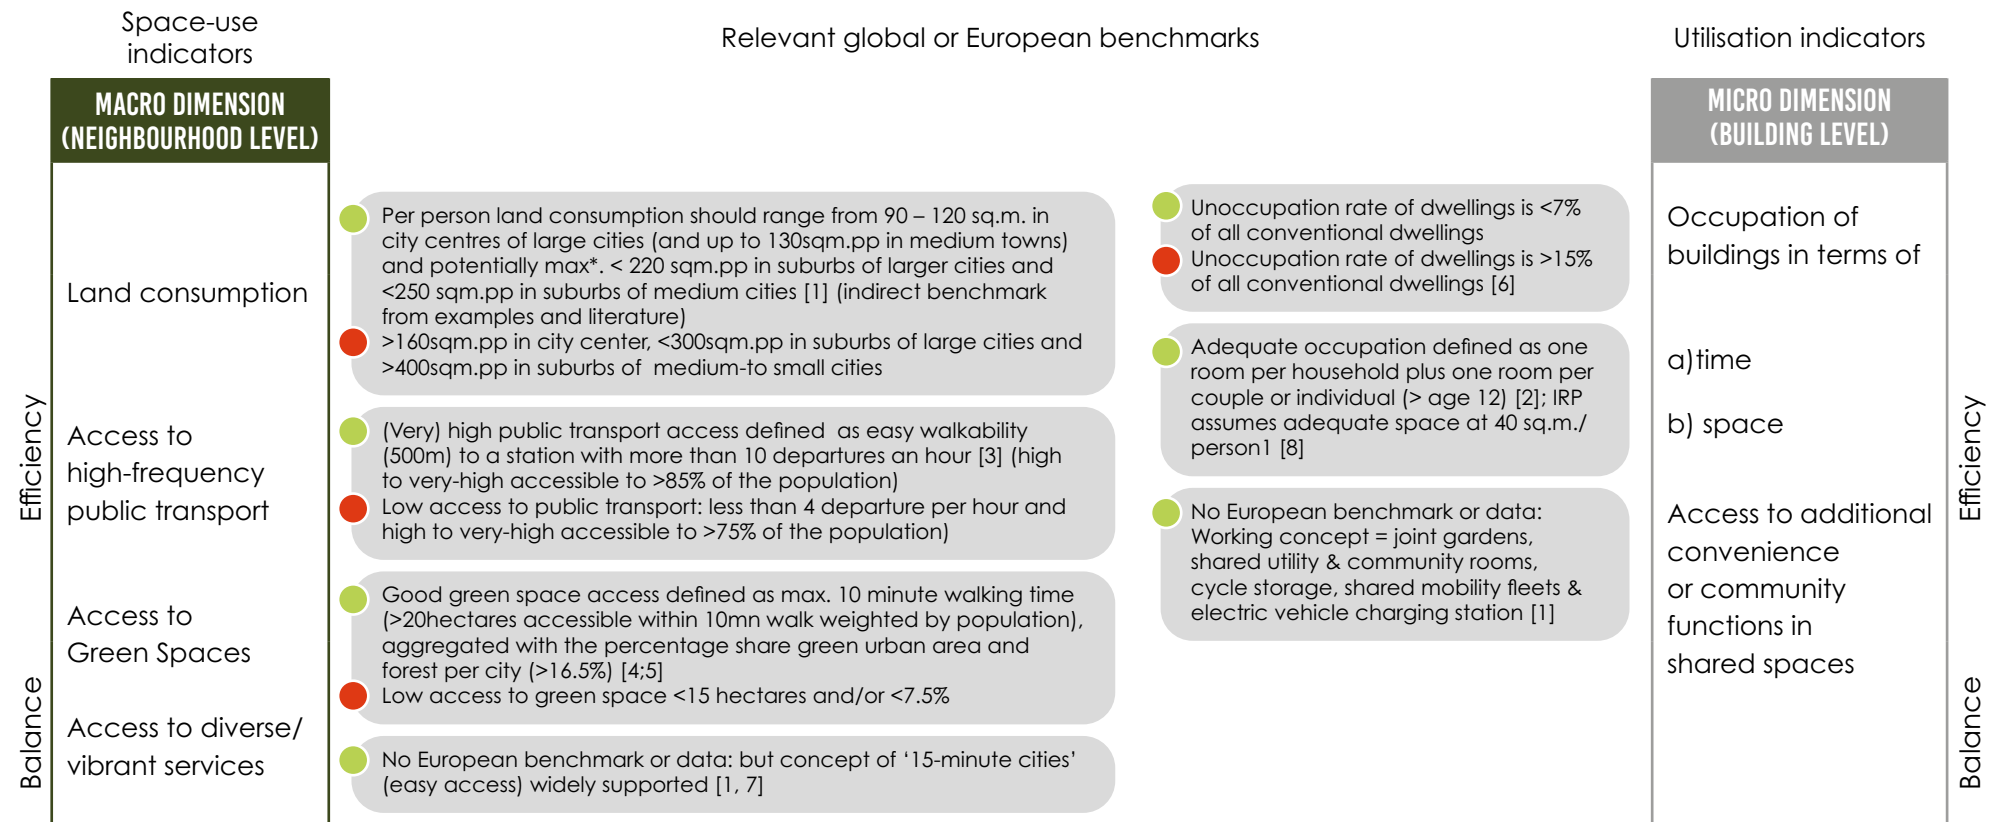 Space-use
indicators
Relevant global or European benchmarks
Utilisation indicators
MACRO DIMENSION
(NEIGHBOURHOOD LEVEL)
Land consumption
Access to
high-frequency
public transport
Access to
Green Spaces
Access to diverse/
vibrant services
Efficiency
Balance
Per person land consumption should range from 90 – 120 sq.m. in
city centres of large cities (and up to 130sqm.pp in medium towns)
and potentially max*. < 220 sqm.pp in suburbs of larger cities and
<250 sqm.pp in suburbs of medium cities [1] (indirect benchmark
from examples and literature)
>160sqm.pp in city center, <300sqm.pp in suburbs of large cities and
>400sqm.pp in suburbs of medium-to small cities
(Very) high public transport access defined as easy walkability
(500m) to a station with more than 10 departures an hour [3] (high
to very-high accessible to >85% of the population)
Low access to public transport: less than 4 departure per hour and
high to very-high accessible to >75% of the population)
Good green space access defined as max. 10 minute walking time
(>20hectares accessible within 10mn walk weighted by population),
aggregated with the percentage share green urban area and
forest per city (>16.5%) [4;5]
Low access to green space <15 hectares and/or <7.5%
No European benchmark or data: but concept of ‘15-minute cities’
(easy access) widely supported [1, 7]
Unoccupation rate of dwellings is <7%
of all conventional dwellings
Unoccupation rate of dwellings is >15%
of all conventional dwellings [6]
Adequate occupation defined as one
room per household plus one room per
couple or individual (> age 12) [2]; IRP
assumes adequate space at 40 sq.m./
person1 [8]
No European benchmark or data:
Working concept = joint gardens,
shared utility & community rooms,
cycle storage, shared mobility fleets &
electric vehicle charging station [1]
MICRO DIMENSION
(BUILDING LEVEL)
Occupation of
buildings in terms of
a)time
b) space
Access to additional
convenience
or community
functions in
shared spaces
Efficiency
Balance